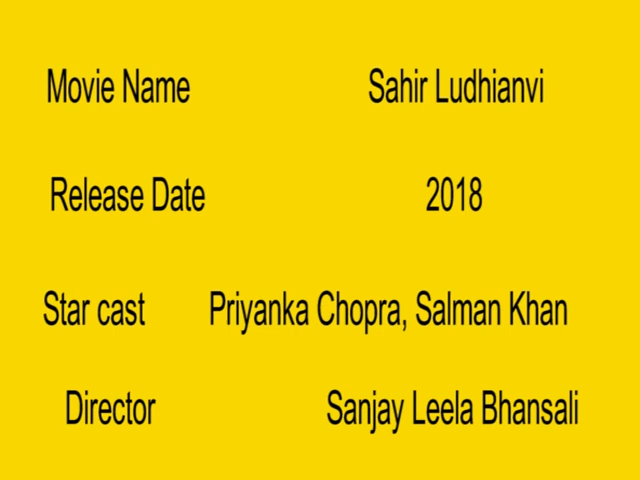 Movie Name Sahir Ludhianvi
Release Date 2018
Star cast Priyanka Chopra, Salman Khan
Director Sanjay Leela Bhansali